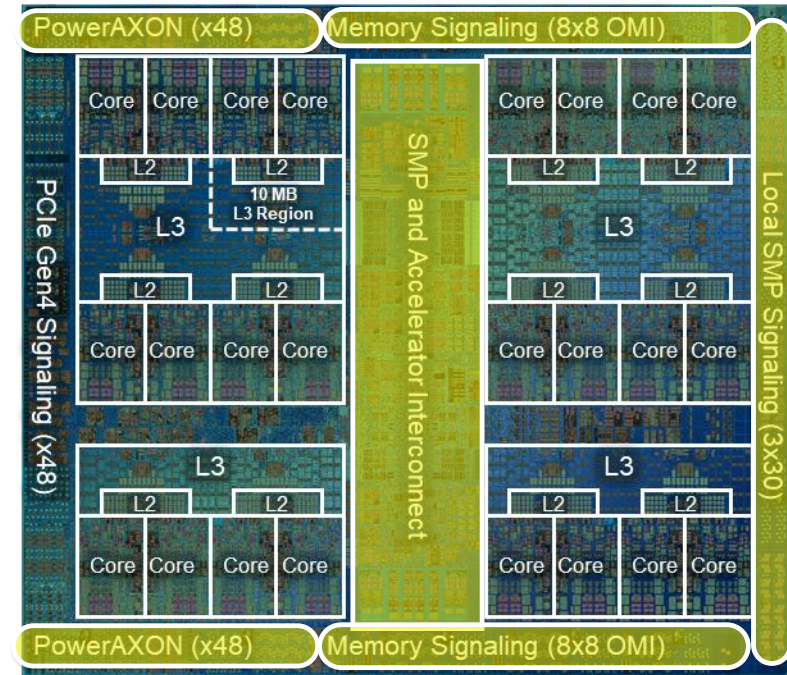 PowerAXON (x48)
Memory Signaling (8x8 OMI)
Core Core Core Core
Core Core Core Core
L2 L2
L2 L2
10 MB
L3 Region
L3
L3
L2 L2
L2 L2
Core Core Core Core
Core Core Core Core
PCIe Gen4 Signaling (x48)
SMP and Accelerator Interconnect
Local SMP Signaling (3x30)
L3
L3
L2 L2
L2 L2
Core Core Core Core
Core Core Core Core
PowerAXON (x48)
Memory Signaling (8x8 OMI)